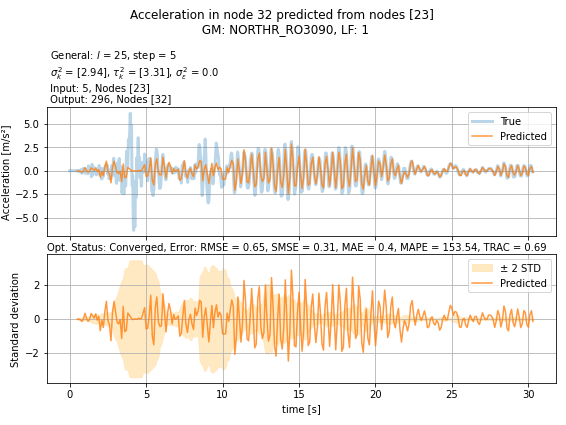 Acceleration in node 32 predicted from nodes [23]
GM: NORTHR_RO3090, LF: 1
General: l = 25, step = 5
σ²ₖ = [2.94], τ²ₖ = [3.31], σ²ₑ = 0.0
Input: 5, Nodes [23]
Output: 296, Nodes [32]
Acceleration [m/s²]
5.0
2.5
0.0
−2.5
−5.0
True
Predicted
Opt. Status: Converged, Error: RMSE = 0.65, SMSE = 0.31, MAE = 0.4, MAPE = 153.54, TRAC = 0.69
Standard deviation
2
0
−2
± 2 STD
Predicted
0 5 10 15 20 25 30
time [s]